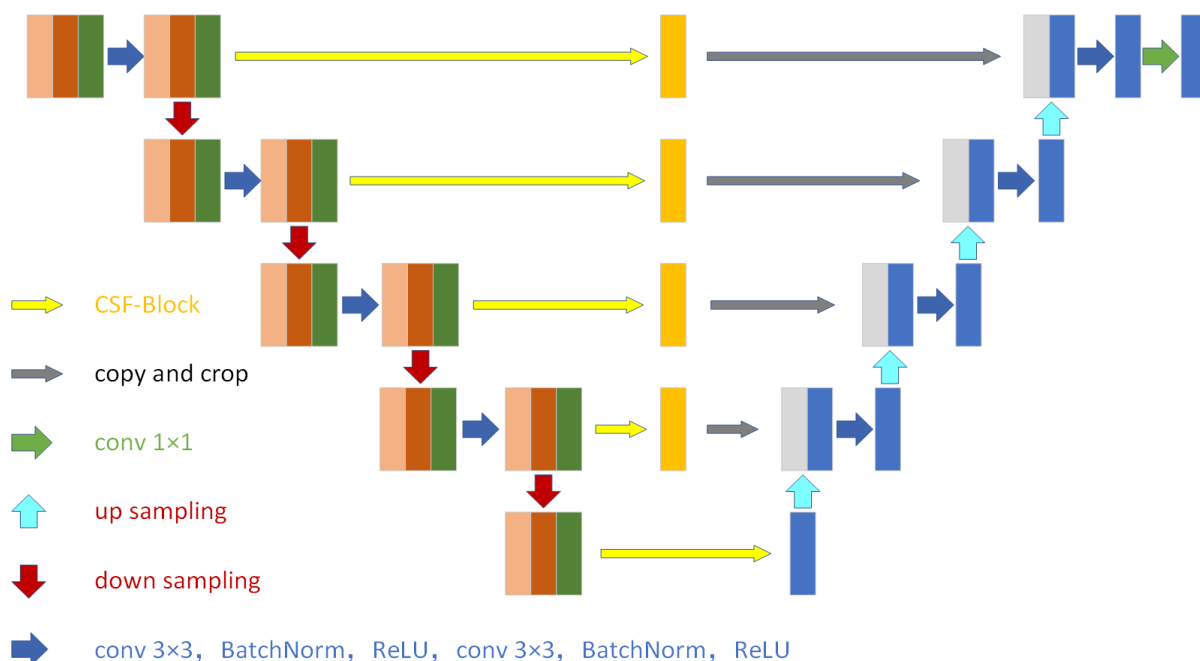 CSF-Block
copy and crop
conv 1×1
up sampling
down sampling
conv 3×3，BatchNorm，ReLU，conv 3×3，BatchNorm，ReLU